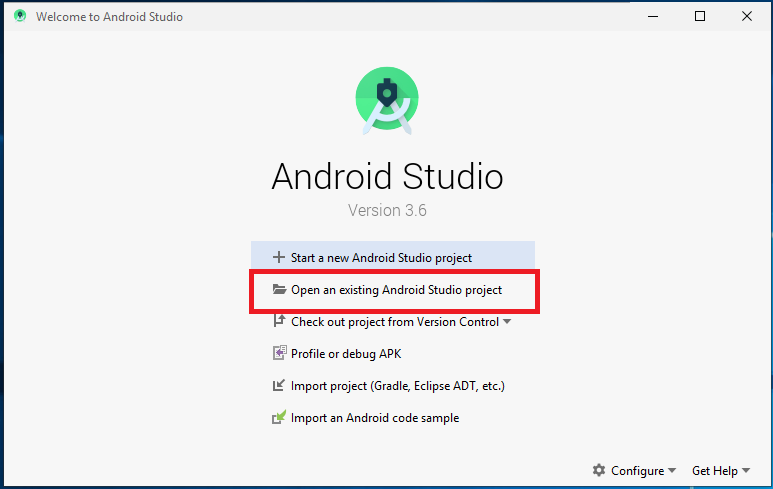 Welcome to Android Studio
Android Studio
Version 3.6
Start a new Android Studio project
Open an existing Android Studio project
Check out project from Version Control
Profile or debug APK
Import project (Gradle, Eclipse ADT, etc.)
Import an Android code sample
Configure
Get Help